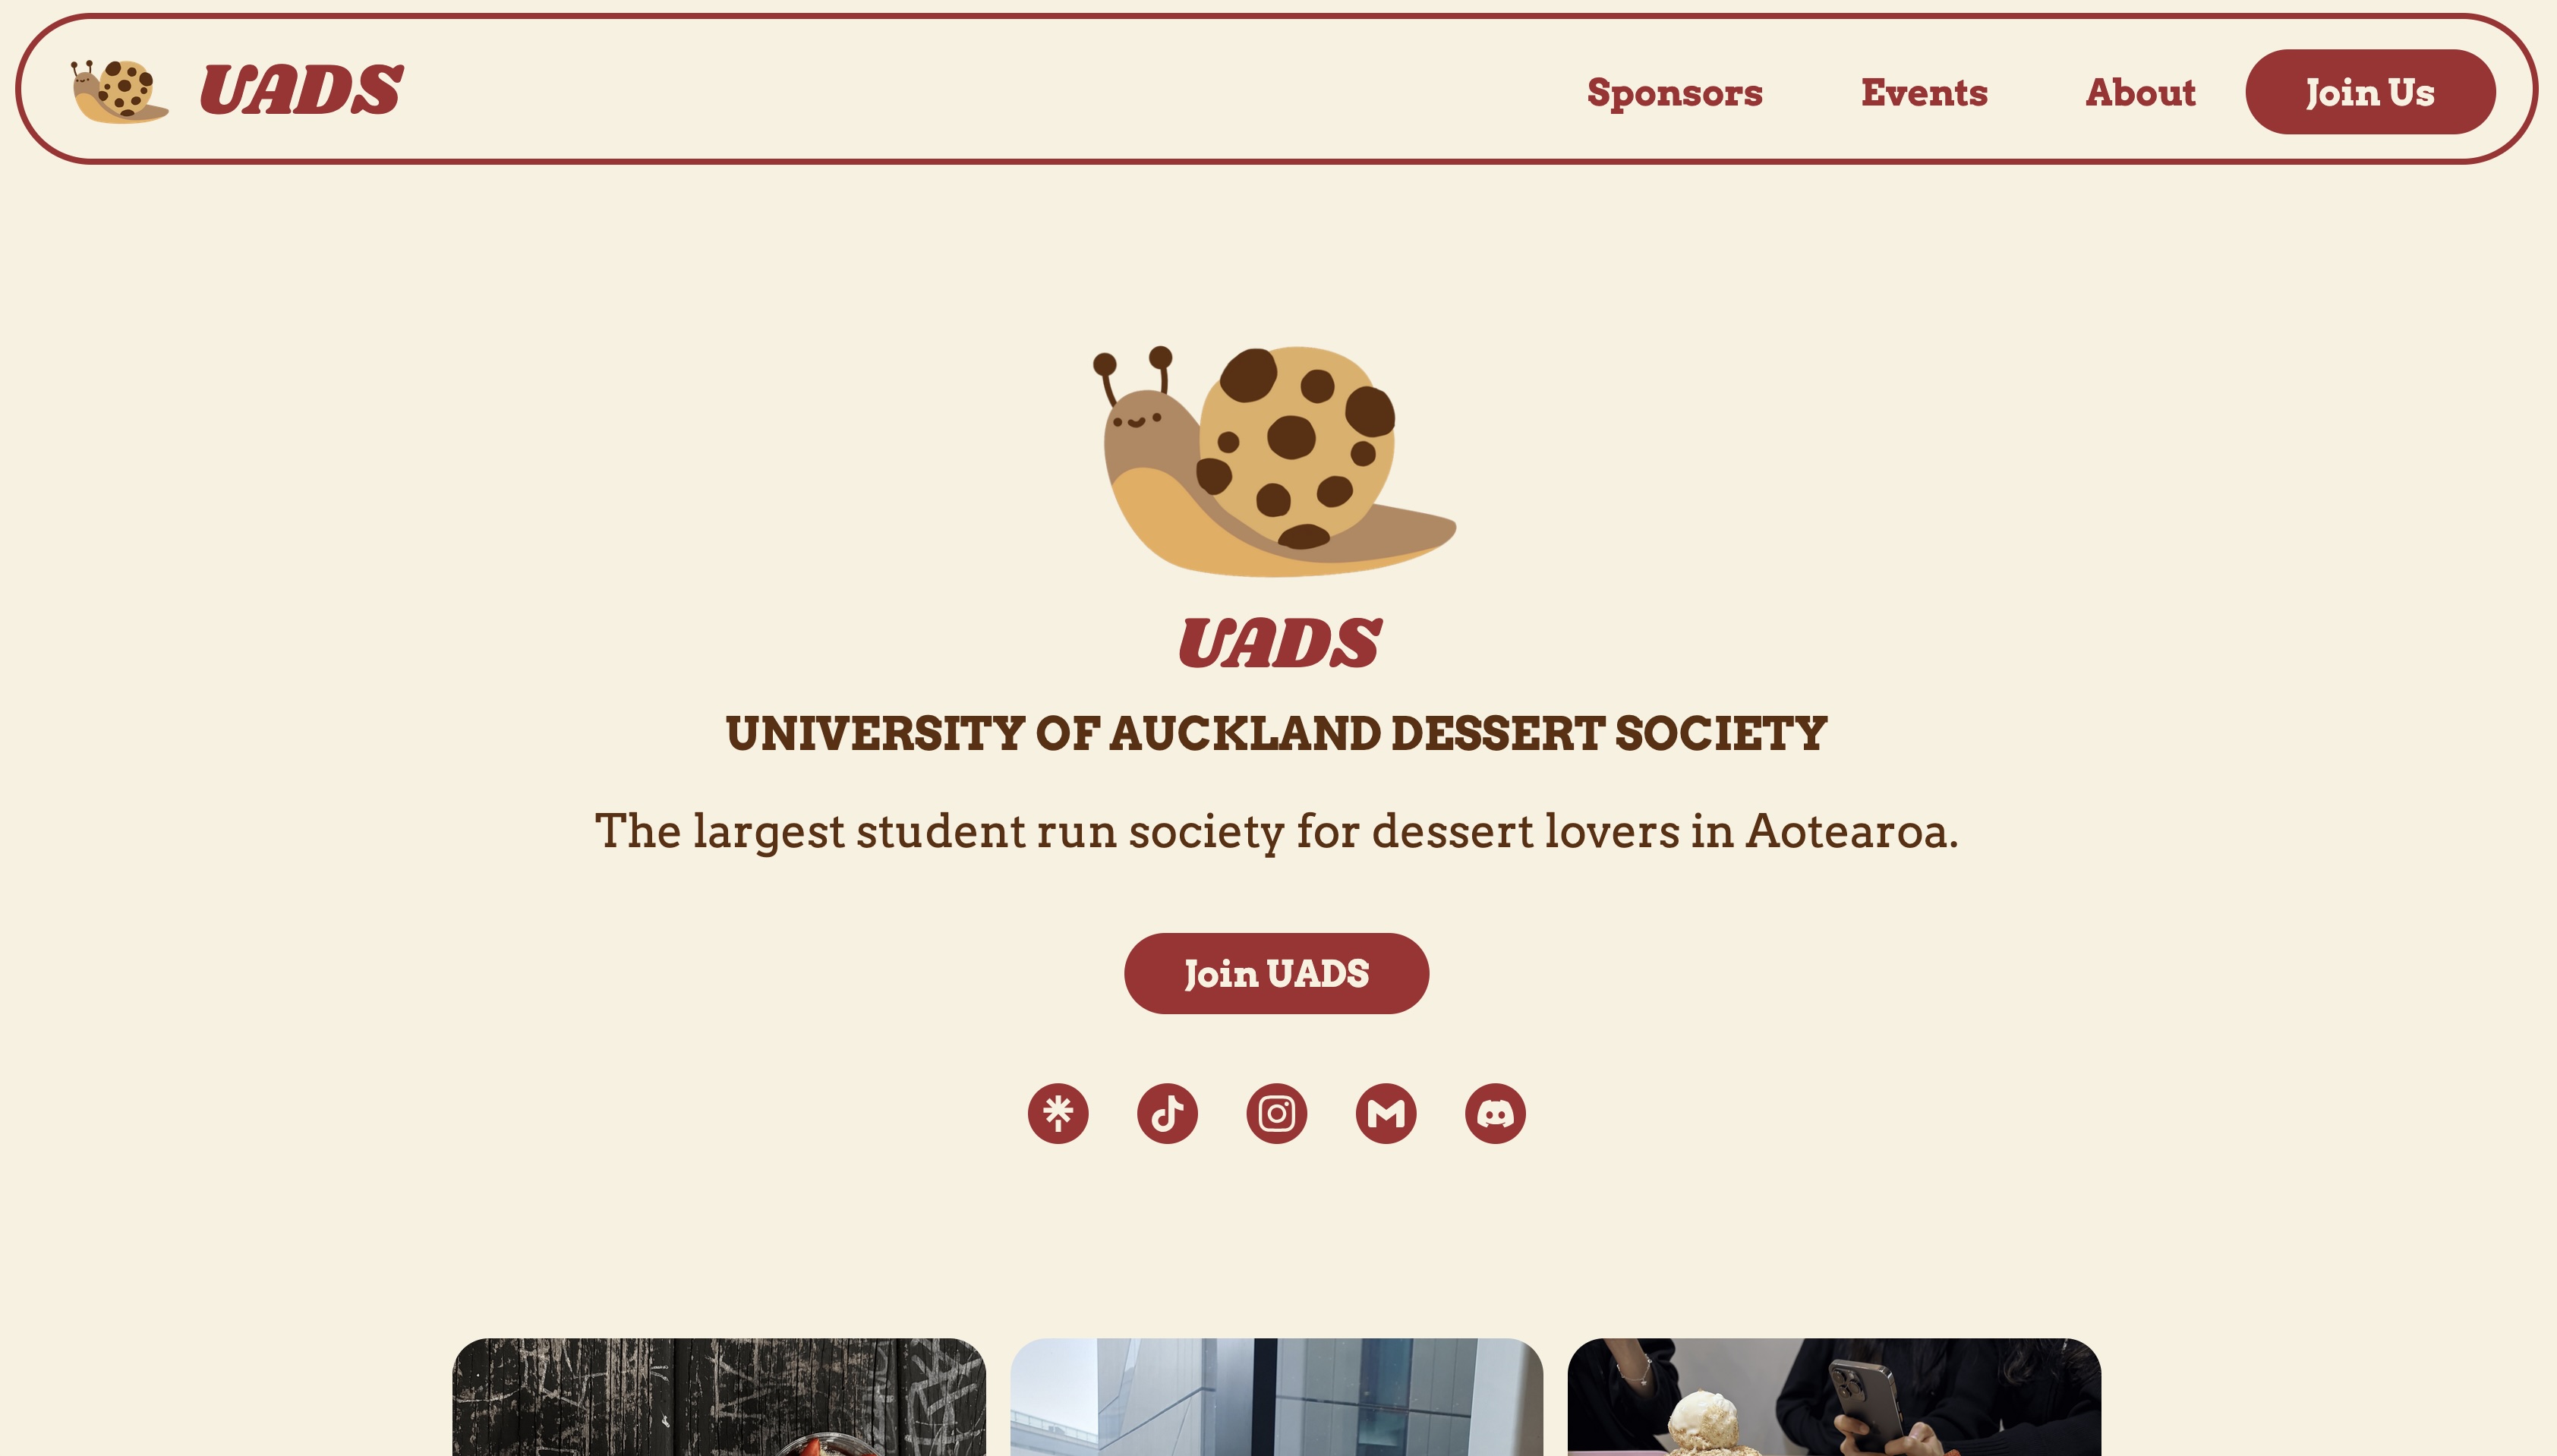 UADS
Sponsors
Events
About
Join Us
UADS
UNIVERSITY OF AUCKLAND DESSERT SOCIETY
The largest student run society for dessert lovers in Aotearoa.
Join UADS